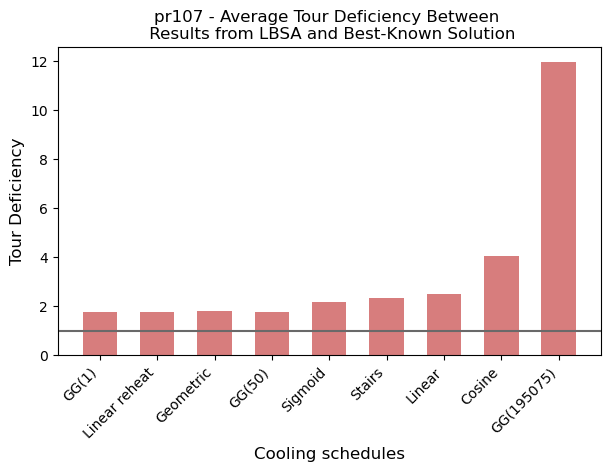 pr107 - Average Tour Deficiency Between
Results from LBSA and Best-Known Solution
Tour Deficiency
12
10
8
6
4
2
0
GG(1)
Linear reheat
Geometric
GG(50)
Sigmoid
Stairs
Linear
Cosine
GG(195075)
Cooling schedules